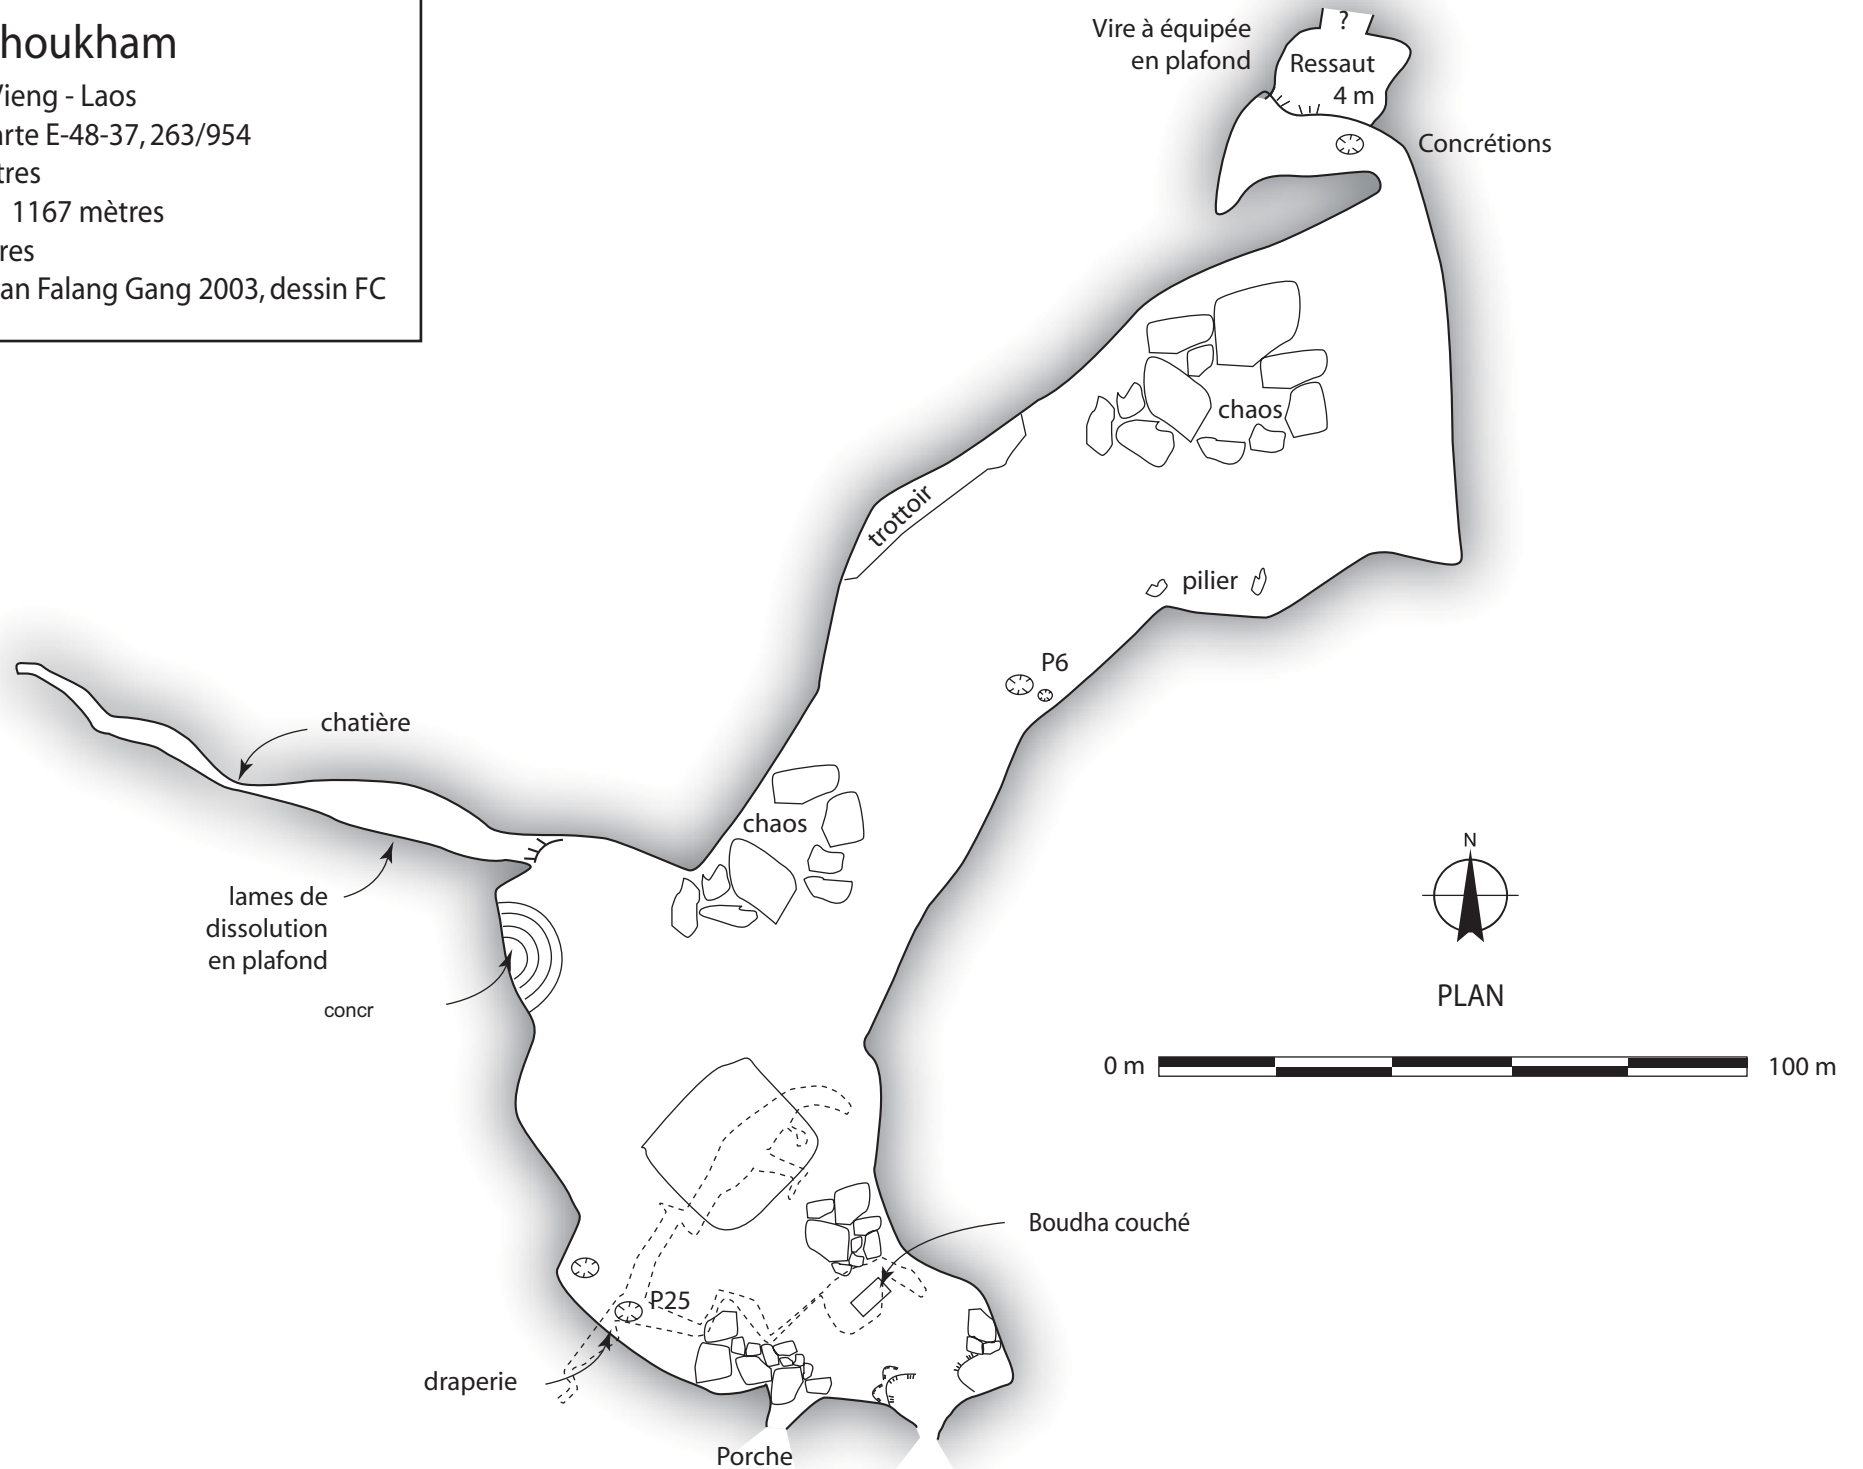 houkham
Vieng - Laos
arte E-48-37, 263/954
tres
1167 mètres
res
an Falang Gang 2003, dessin FC
Vire à équipée
en plafond
?
Ressaut
4 m
Concrétions
chaos
trottoir
pilier
P6
chatière
chaos
lames de
dissolution
en plafond
concr
N
PLAN
0 m
100 m
Boudha couché
P25
draperie
Porche